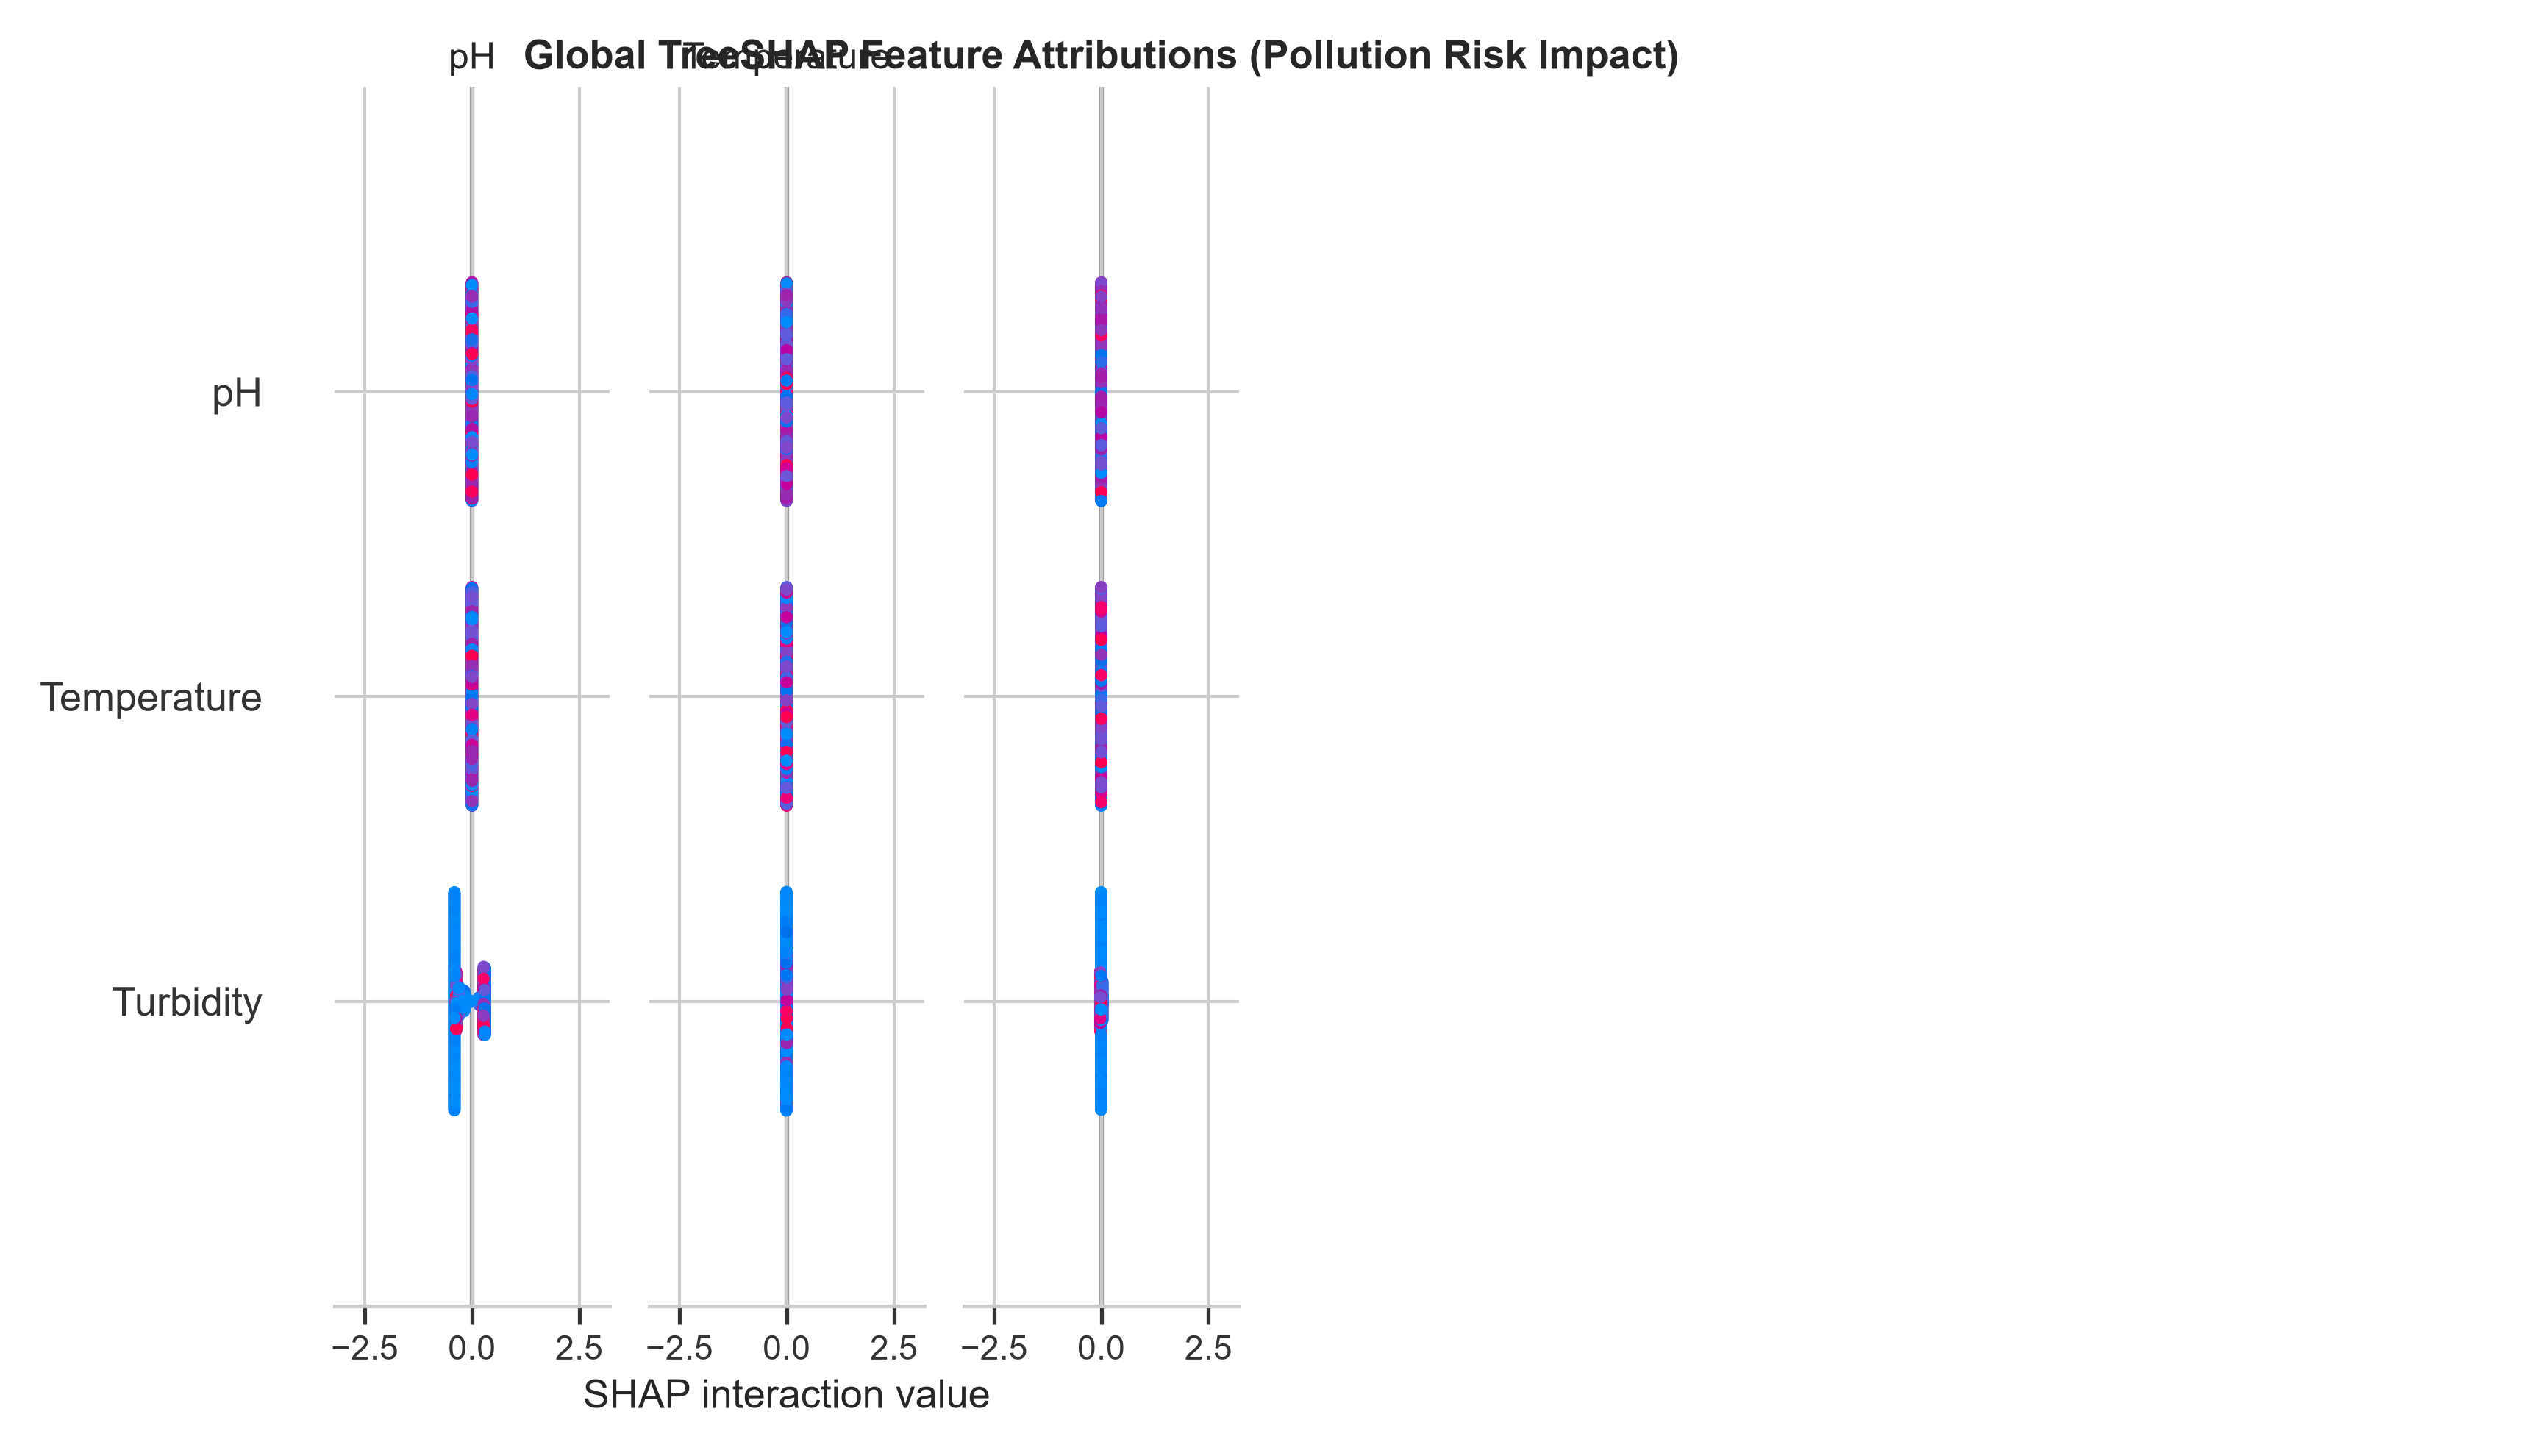 pH
Temperature
Global TreeSHAP Feature Attributions (Pollution Risk Impact)
pH
Temperature
Turbidity
−2.5 0.0 2.5 −2.5 0.0 2.5 −2.5 0.0 2.5
SHAP interaction value